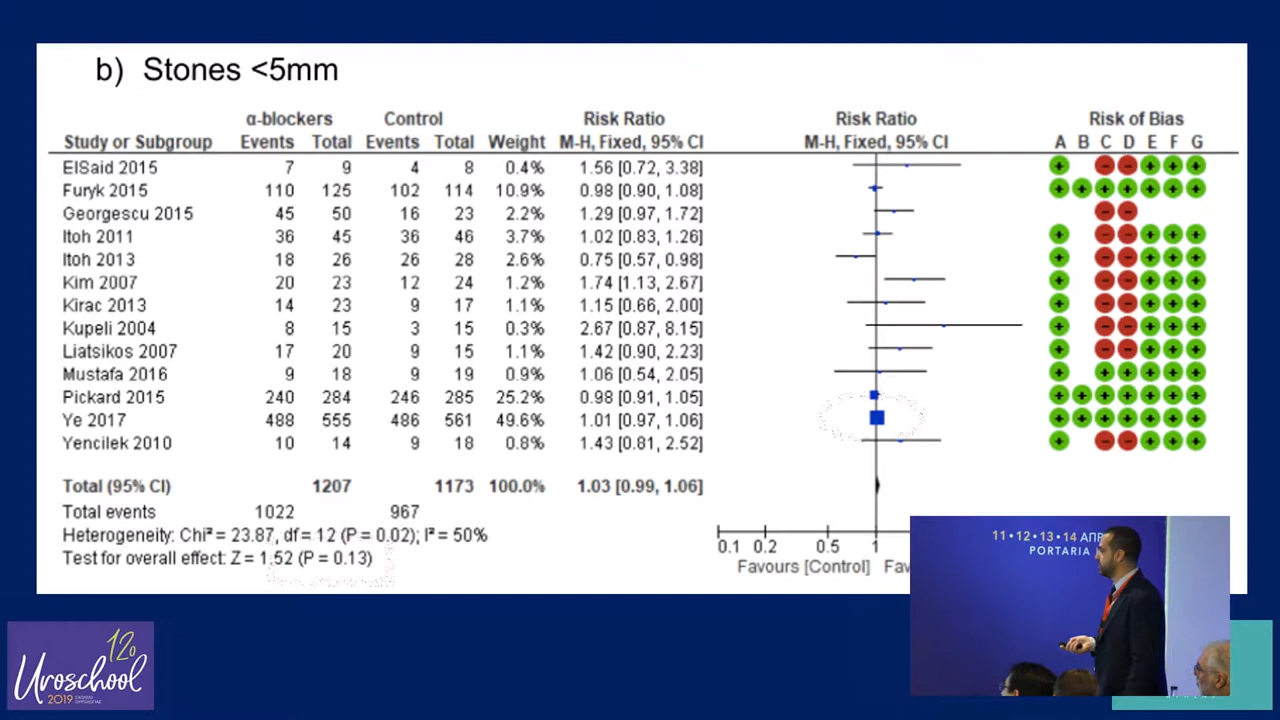 b) Stones <5mm
α-blockers Control Risk Ratio Risk Ratio Risk of Bias
Study or Subgroup Events Total Events Total Weight M-H, Fixed, 95% CI M-H, Fixed, 95% CI A B C D E F G
ElSaid 2015 7 9 4 8 0.4% 1.56 [0.72, 3.38]
Furyk 2015 110 125 102 114 10.9% 0.98 [0.90, 1.08]
Georgescu 2015 45 50 16 23 2.2% 1.29 [0.97, 1.72]
Itoh 2011 36 45 36 46 3.7% 1.02 [0.83, 1.26]
Itoh 2013 18 26 26 28 2.6% 0.75 [0.57, 0.98]
Kim 2007 20 23 12 24 1.2% 1.74 [1.13, 2.67]
Kirac 2013 14 23 9 17 1.1% 1.15 [0.66, 2.00]
Kupeli 2004 8 15 3 15 0.3% 2.67 [0.87, 8.15]
Liatsikos 2007 17 20 9 15 1.1% 1.42 [0.90, 2.23]
Mustafa 2016 9 18 9 19 0.9% 1.06 [0.54, 2.05]
Pickard 2015 240 284 246 285 25.2% 0.98 [0.91, 1.05]
Ye 2017 488 555 486 561 49.6% 1.01 [0.97, 1.06]
Yencilek 2010 10 14 9 18 0.8% 1.43 [0.81, 2.52]
Total (95% CI) 1207 1173 100.0% 1.03 [0.99, 1.06]
Total events 1022 967
Heterogeneity: Chi² = 23.87, df = 12 (P = 0.02); I² = 50%
Test for overall effect: Z = 1.52 (P = 0.13)
0.1 0.2 0.5 1
Favours [Control]
11•12•13•14 ΑΠΡ
PORTARIA
12ο
Uroschool
2019